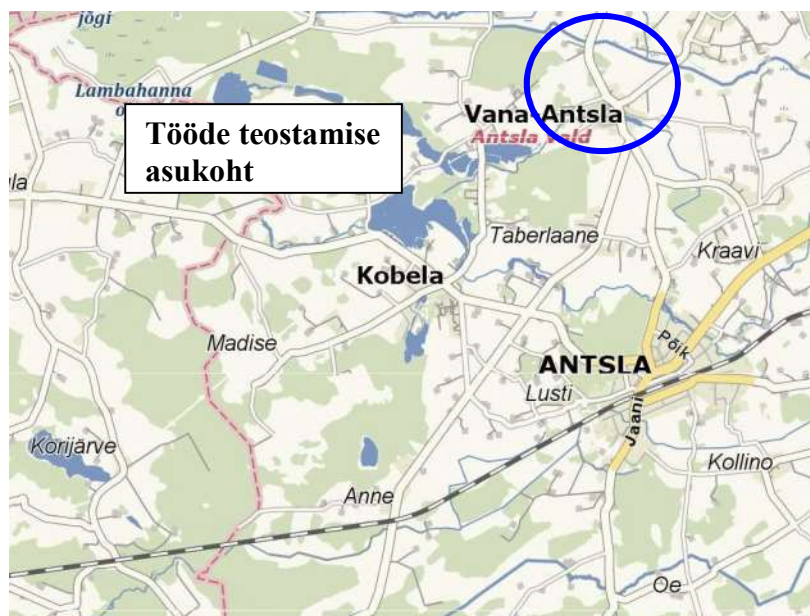 jõgi
Lambahanna
Tööde teostamise
asukoht
Vana-Antsla
Antsla vald
Taberlaane
Kraavi
Kobela
Madise
Põik
ANTSLA
Lusti
Jaani
Korijärve
Kollino
Anne
Oe